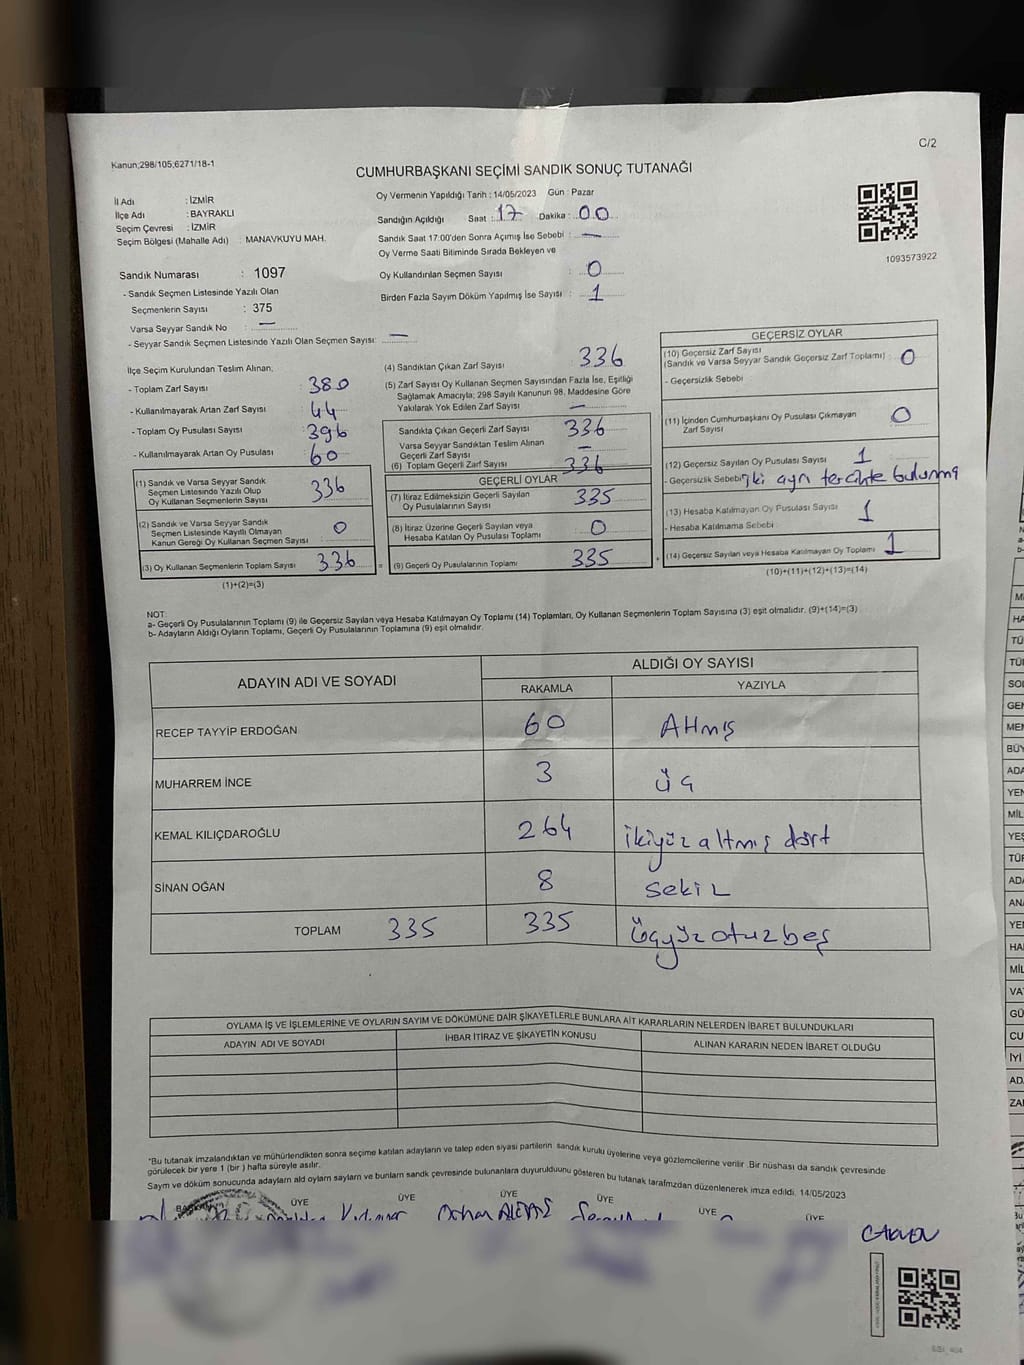 C/2
Kanun;298/105,6271/18-1
CUMHURBAŞKANI SEÇİMİ SANDIK SONUÇ TUTANAĞI
İl Adı : İZMİR
İlçe Adı : BAYRAKLI
Seçim Çevresi : İZMİR
Seçim Bölgesi (Mahalle Adı) : MANAVKUYU MAH.
Oy Vermenin Yapıldığı Tarih : 14/05/2023 Gün : Pazar
Sandığın Açıldığı Saat : 17 Dakika : 00
Sandık Saat 17:00'den Sonra Açımış İse Sebebi : —
Oy Verme Saati Bitiminde Sırada Bekleyen ve
Oy Kullandırılan Seçmen Sayısı : 0
Birden Fazla Sayım Döküm Yapılmış İse Sayısı : 1
1093573922
Sandık Numarası : 1097
- Sandık Seçmen Listesinde Yazılı Olan
Seçmenlerin Sayısı : 375
Varsa Seyyar Sandık No : —
- Seyyar Sandık Seçmen Listesinde Yazılı Olan Seçmen Sayısı: —
İlçe Seçim Kurulundan Teslim Alınan,
- Toplam Zarf Sayısı : 380
- Kullanılmayarak Artan Zarf Sayısı : 44
- Toplam Oy Pusulası Sayısı : 396
- Kullanılmayarak Artan Oy Pusulası : 60
(1) Sandık ve Varsa Seyyar Sandık
Seçmen Listesinde Yazılı Olup
Oy Kullanan Seçmenlerin Sayısı : 336
(2) Sandık ve Varsa Seyyar Sandık
Seçmen Listesinde Kayıtlı Olmayan
Kanun Gereği Oy Kullanan Seçmen Sayısı : 0
(3) Oy Kullanan Seçmenlerin Toplam Sayısı : 336
(1)+(2)=(3)
(4) Sandıktan Çıkan Zarf Sayısı : 336
(5) Zarf Sayısı Oy Kullanan Seçmen Sayısından Fazla İse, Eşitliği
Sağlamak Amacıyla; 298 Sayılı Kanunun 98. Maddesine Göre
Yakılarak Yok Edilen Zarf Sayısı : —
Sandıkta Çıkan Geçerli Zarf Sayısı : 336
Varsa Seyyar Sandıktan Teslim Alınan
Geçerli Zarf Sayısı : —
(6) Toplam Geçerli Zarf Sayısı : 336
GEÇERLİ OYLAR
(7) İtiraz Edilmeksizin Geçerli Sayılan
Oy Pusulasının Sayısı : 335
(8) İtiraz Üzerine Geçerli Sayılan veya
Hesaba Katılan Oy Pusulası Toplamı : 0
(9) Geçerli Oy Pusulalarının Toplamı : 335
GEÇERSİZ OYLAR
(10) Geçersiz Zarf Sayısı
(Sandık ve Varsa Seyyar Sandık Geçersiz Zarf Toplamı) : 0
- Geçersizlik Sebebi
(11) İçinden Cumhurbaşkanı Oy Pusulası Çıkmayan
Zarf Sayısı : 0
(12) Geçersiz Sayılan Oy Pusulası Sayısı : 1
- Geçersizlik Sebebi iki ayrı tercihte bulunma
(13) Hesaba Katılmayan Oy Pusulası Sayısı : 1
- Hesaba Katılmama Sebebi :
(14) Geçersiz Sayılan veya Hesaba Katılmayan Oy Toplamı : 1
(10)+(11)+(12)+(13)=(14)
NOT:
a- Geçerli Oy Pusulalarının Toplamı (9) ile Geçersiz Sayılan veya Hesaba Katılmayan Oy Toplamı (14) Toplamları, Oy Kullanan Seçmenlerin Toplam Sayısına (3) eşit olmalıdır. (9)+(14)=(3)
b- Adayların Aldığı Oyların Toplamı, Geçerli Oy Pusulalarının Toplamına (9) eşit olmalıdır.
ADAYIN ADI VE SOYADI ALDIĞI OY SAYISI
RAKAMLA YAZIYLA
RECEP TAYYİP ERDOĞAN 60 Altmış
MUHARREM İNCE 3 üç
KEMAL KILIÇDAROĞLU 264 ikiyüz altmış dört
SİNAN OĞAN 8 sekiz
TOPLAM 335 335 üçyüz otuz beş
OYLAMA İŞ VE İŞLEMLERİNE VE OYLARIN SAYIM VE DÖKÜMÜNE DAİR ŞİKAYETLERLE BUNLARA AİT KARARLARIN NELERDEN İBARET BULUNDUKLARI
ADAYIN ADI VE SOYADI İHBAR İTİRAZ VE ŞİKAYETİN KONUSU ALINAN KARARIN NEDEN İBARET OLDUĞU
*Bu tutanak imzalandıktan ve mühürlendikten sonra seçime katılan adayların ve talep eden siyasi partilerin sandık kurulu üyelerine veya gözlemcilerine verilir .Bir nüshası da sandık çevresinde
görülecek bir yere 1 (bir ) hafta süreyle asılır.
Sayım ve döküm sonucunda adayların ald oyların sayların ve bunların sandk çevresinde bulunanlara duyurulduunu gösteren bu tutanak tarafmzdan düzenlenerek imza edildi. 14/05/2023
BAŞKAN ÜYE ÜYE ÜYE ÜYE ÜYE ÜYE
Orhan